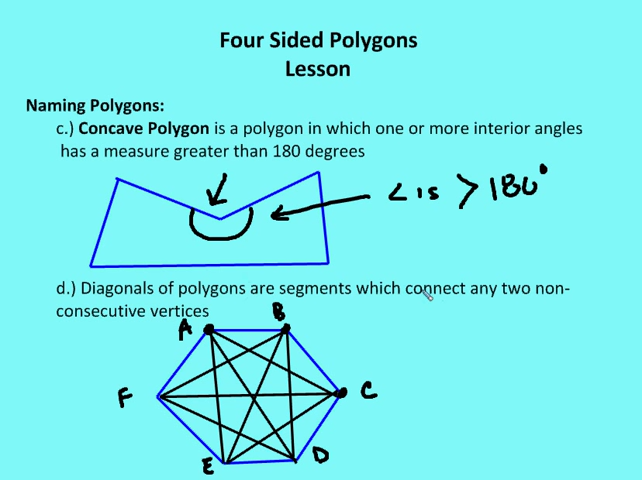 Four Sided Polygons
Lesson
Naming Polygons:
c.) Concave Polygon is a polygon in which one or more interior angles
has a measure greater than 180 degrees
∠ is > 180°
d.) Diagonals of polygons are segments which connect any two non-
consecutive vertices
A B
F C
E D